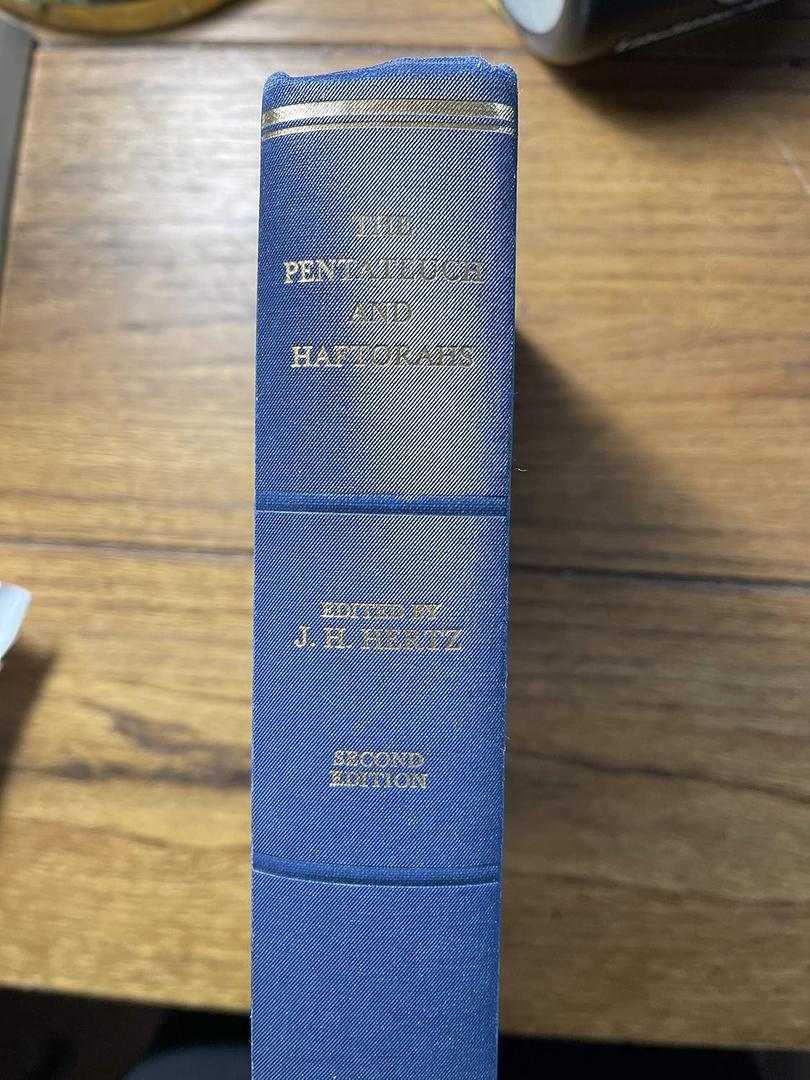 THE
PENTATEUCH
AND
HAFTORAHS
EDITED BY
J. H. HERTZ
SECOND
EDITION